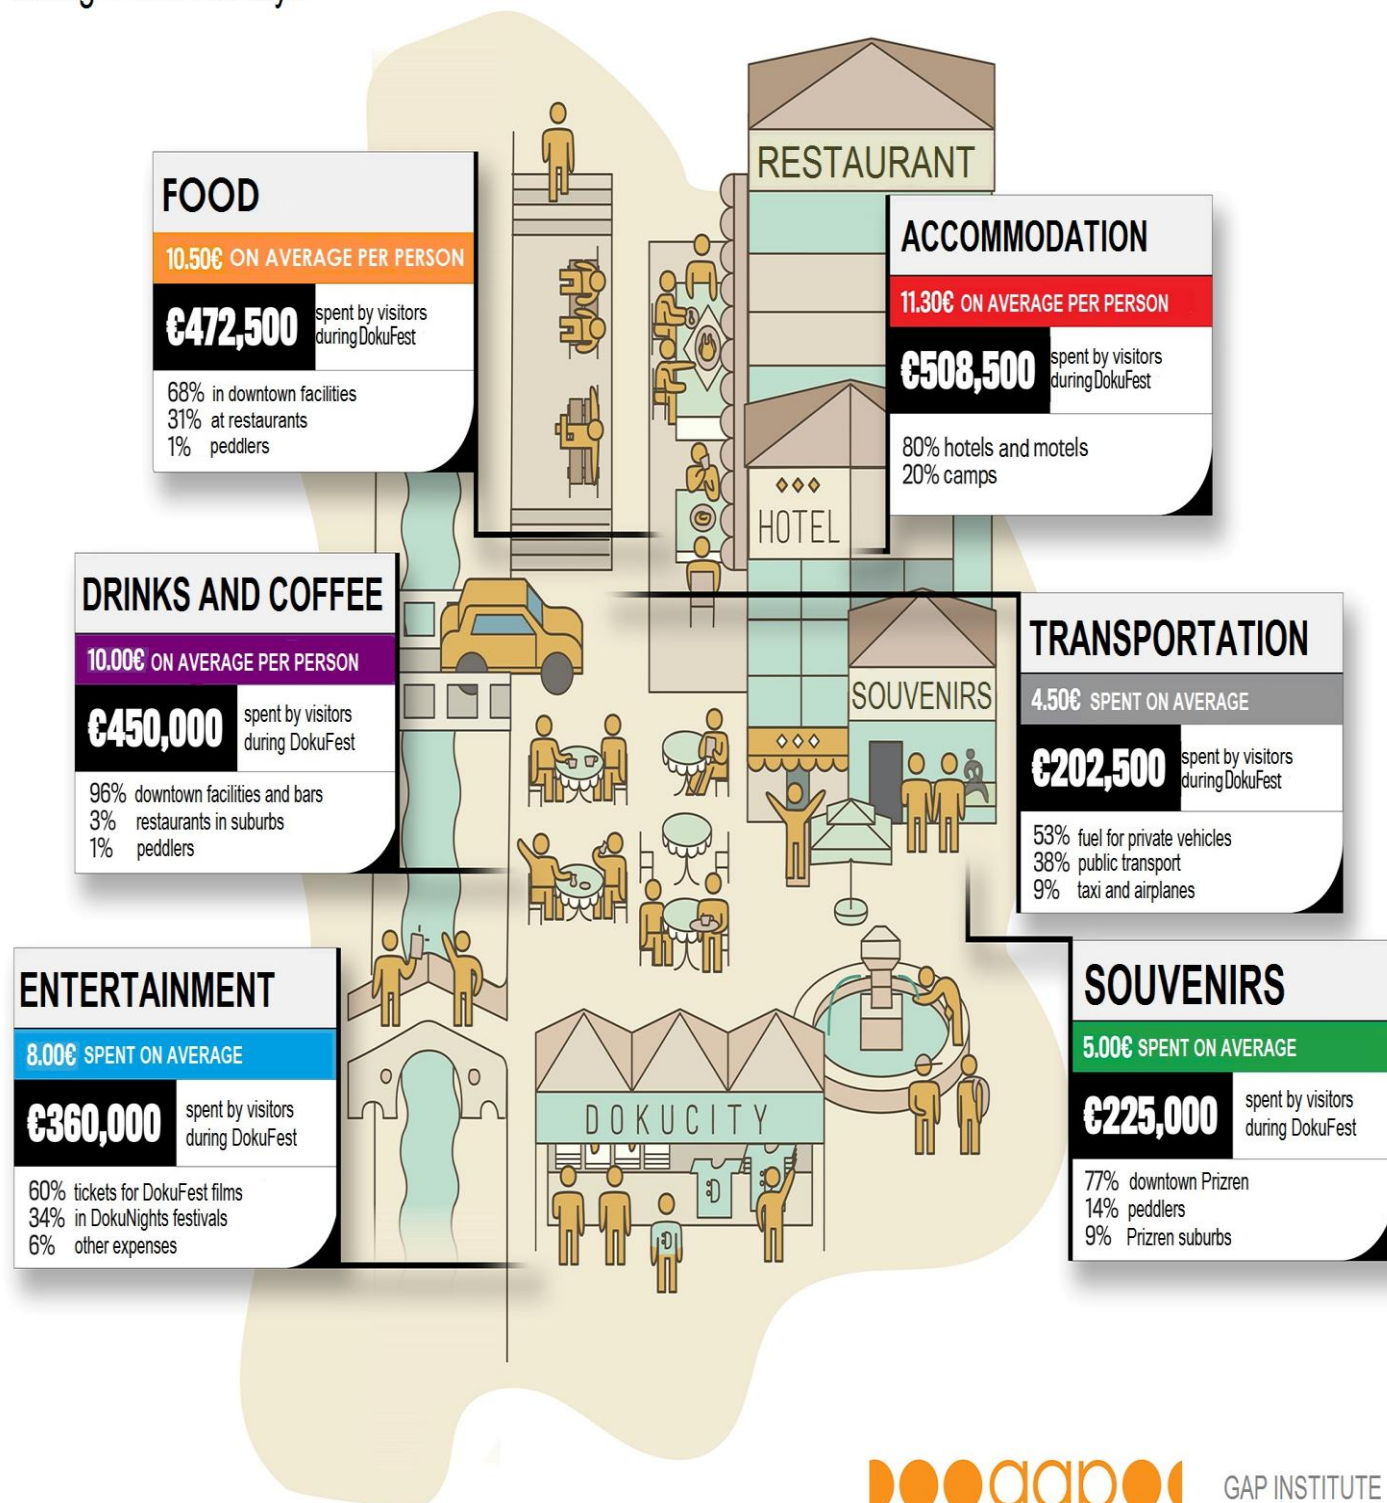 FOOD
10.50€ ON AVERAGE PER PERSON
€472,500
spent by visitors
duringDokuFest
68% in downtown facilities
31% at restaurants
1% peddlers
RESTAURANT
ACCOMMODATION
11.30€ ON AVERAGE PER PERSON
€508,500
spent by visitors
duringDokuFest
80% hotels and motels
20% camps
HOTEL
DRINKS AND COFFEE
10.00€ ON AVERAGE PER PERSON
€450,000
spent by visitors
during DokuFest
96% downtown facilities and bars
3% restaurants in suburbs
1% peddlers
TRANSPORTATION
4.50€ SPENT ON AVERAGE
€202,500
spent by visitors
duringDokuFest
53% fuel for private vehicles
38% public transport
9% taxi and airplanes
SOUVENIRS
ENTERTAINMENT
8.00€ SPENT ON AVERAGE
€360,000
spent by visitors
during DokuFest
60% tickets for DokuFest films
34% in DokuNights festivals
6% other expenses
SOUVENIRS
5.00€ SPENT ON AVERAGE
€225,000
spent by visitors
during DokuFest
77% downtown Prizren
14% peddlers
9% Prizren suburbs
DOKUCITY
gap
GAP INSTITUTE